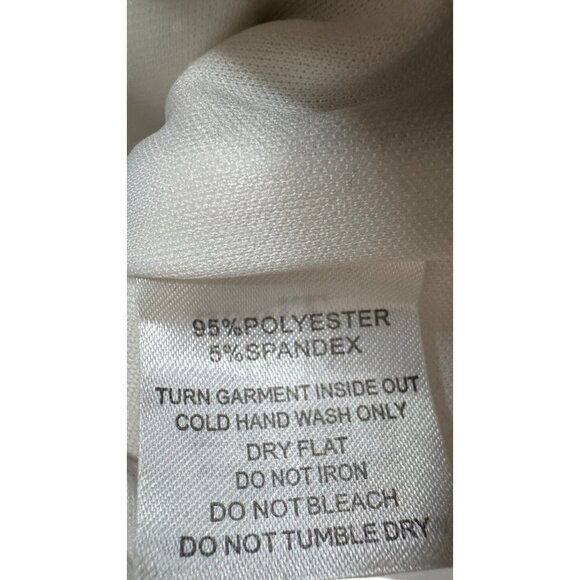 95%POLYESTER
5%SPANDEX
TURN GARMENT INSIDE OUT
COLD HAND WASH ONLY
DRY FLAT
DO NOT IRON
DO NOT BLEACH
DO NOT TUMBLE DRY